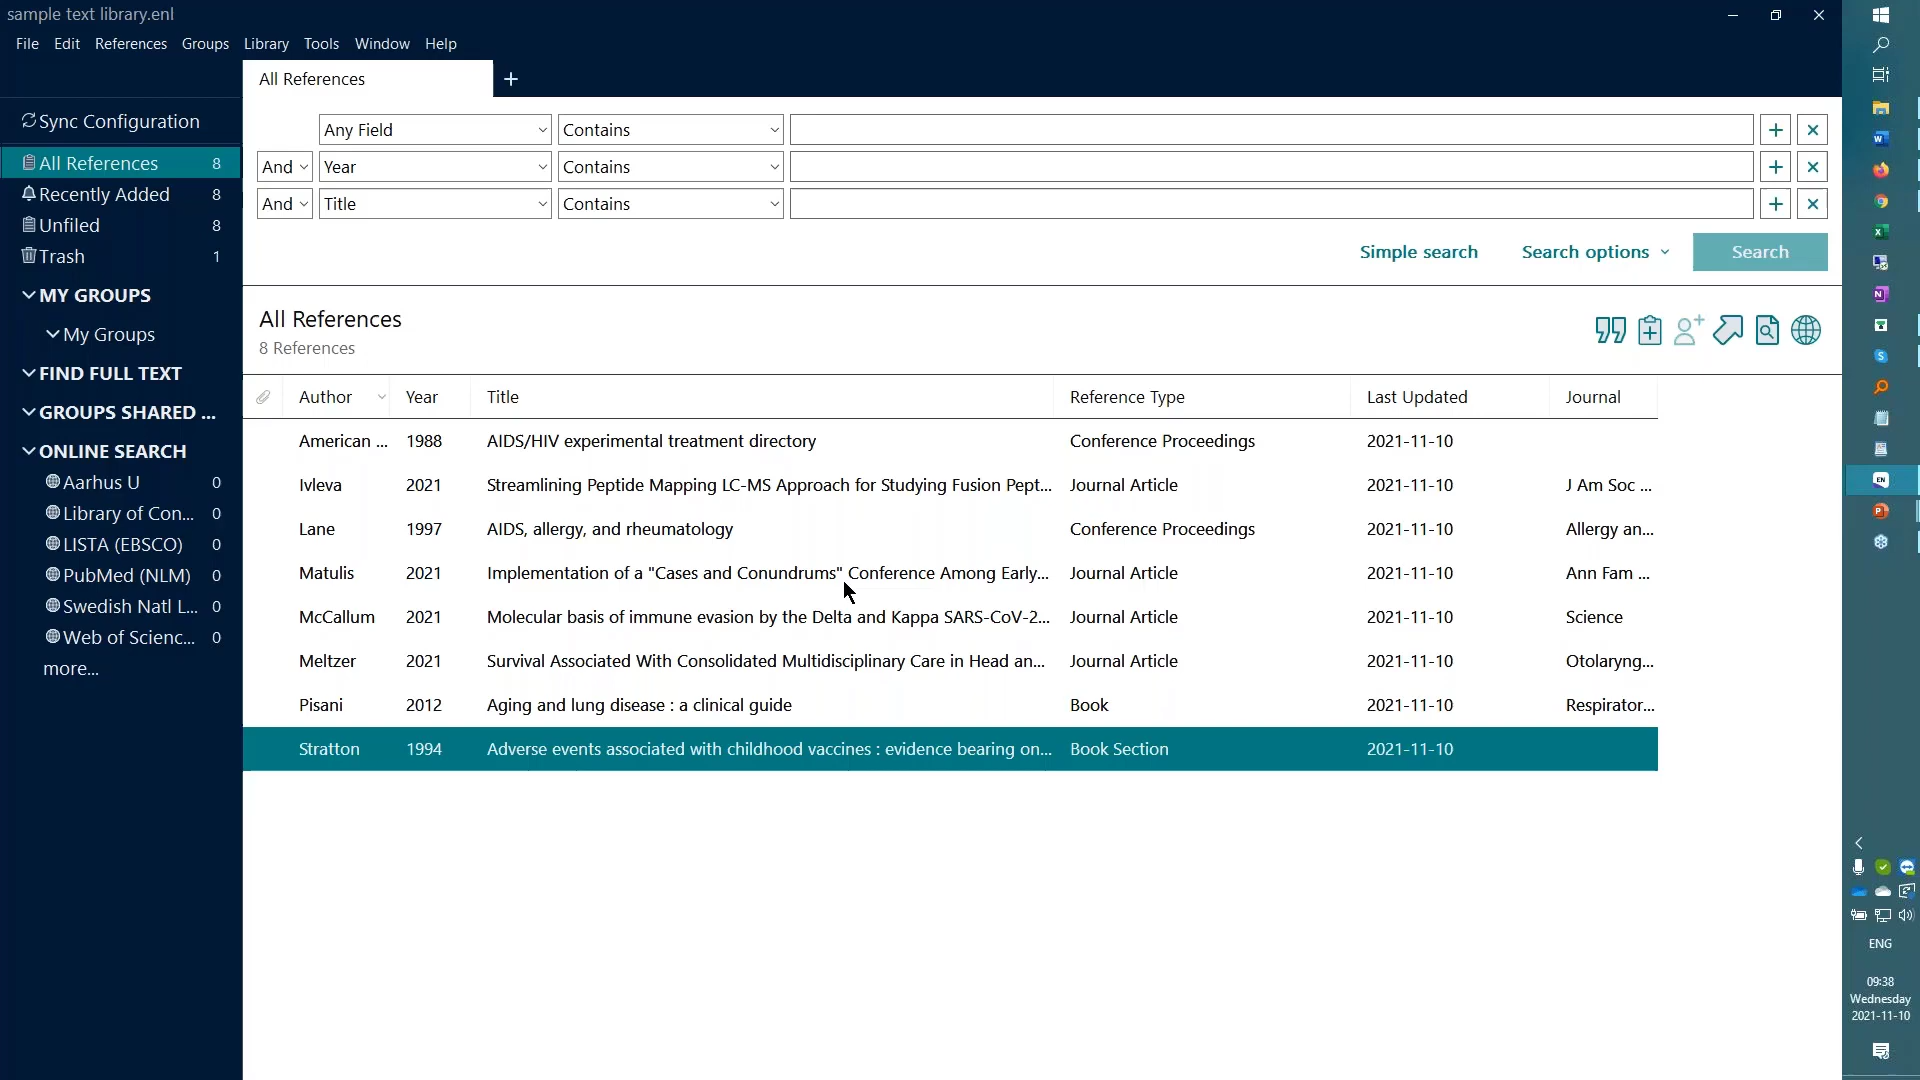 sample text library.enl
File Edit References Groups Library Tools Window Help
All References
Sync Configuration
All References 8
Recently Added 8
Unfiled 8
Trash 1
MY GROUPS
My Groups
FIND FULL TEXT
GROUPS SHARED ...
ONLINE SEARCH
Aarhus U 0
Library of Con... 0
LISTA (EBSCO) 0
PubMed (NLM) 0
Swedish Natl L... 0
Web of Scienc... 0
more...
Any Field Contains
And Year Contains
And Title Contains
Simple search Search options Search
All References
8 References
Author Year Title Reference Type Last Updated Journal
American ... 1988 AIDS/HIV experimental treatment directory Conference Proceedings 2021-11-10
Ivleva 2021 Streamlining Peptide Mapping LC-MS Approach for Studying Fusion Pept... Journal Article 2021-11-10 J Am Soc ...
Lane 1997 AIDS, allergy, and rheumatology Conference Proceedings 2021-11-10 Allergy an...
Matulis 2021 Implementation of a "Cases and Conundrums" Conference Among Early... Journal Article 2021-11-10 Ann Fam ...
McCallum 2021 Molecular basis of immune evasion by the Delta and Kappa SARS-CoV-2... Journal Article 2021-11-10 Science
Meltzer 2021 Survival Associated With Consolidated Multidisciplinary Care in Head an... Journal Article 2021-11-10 Otolaryng...
Pisani 2012 Aging and lung disease : a clinical guide Book 2021-11-10 Respirator...
Stratton 1994 Adverse events associated with childhood vaccines : evidence bearing on... Book Section 2021-11-10
EN
ENG
09:38
Wednesday
2021-11-10